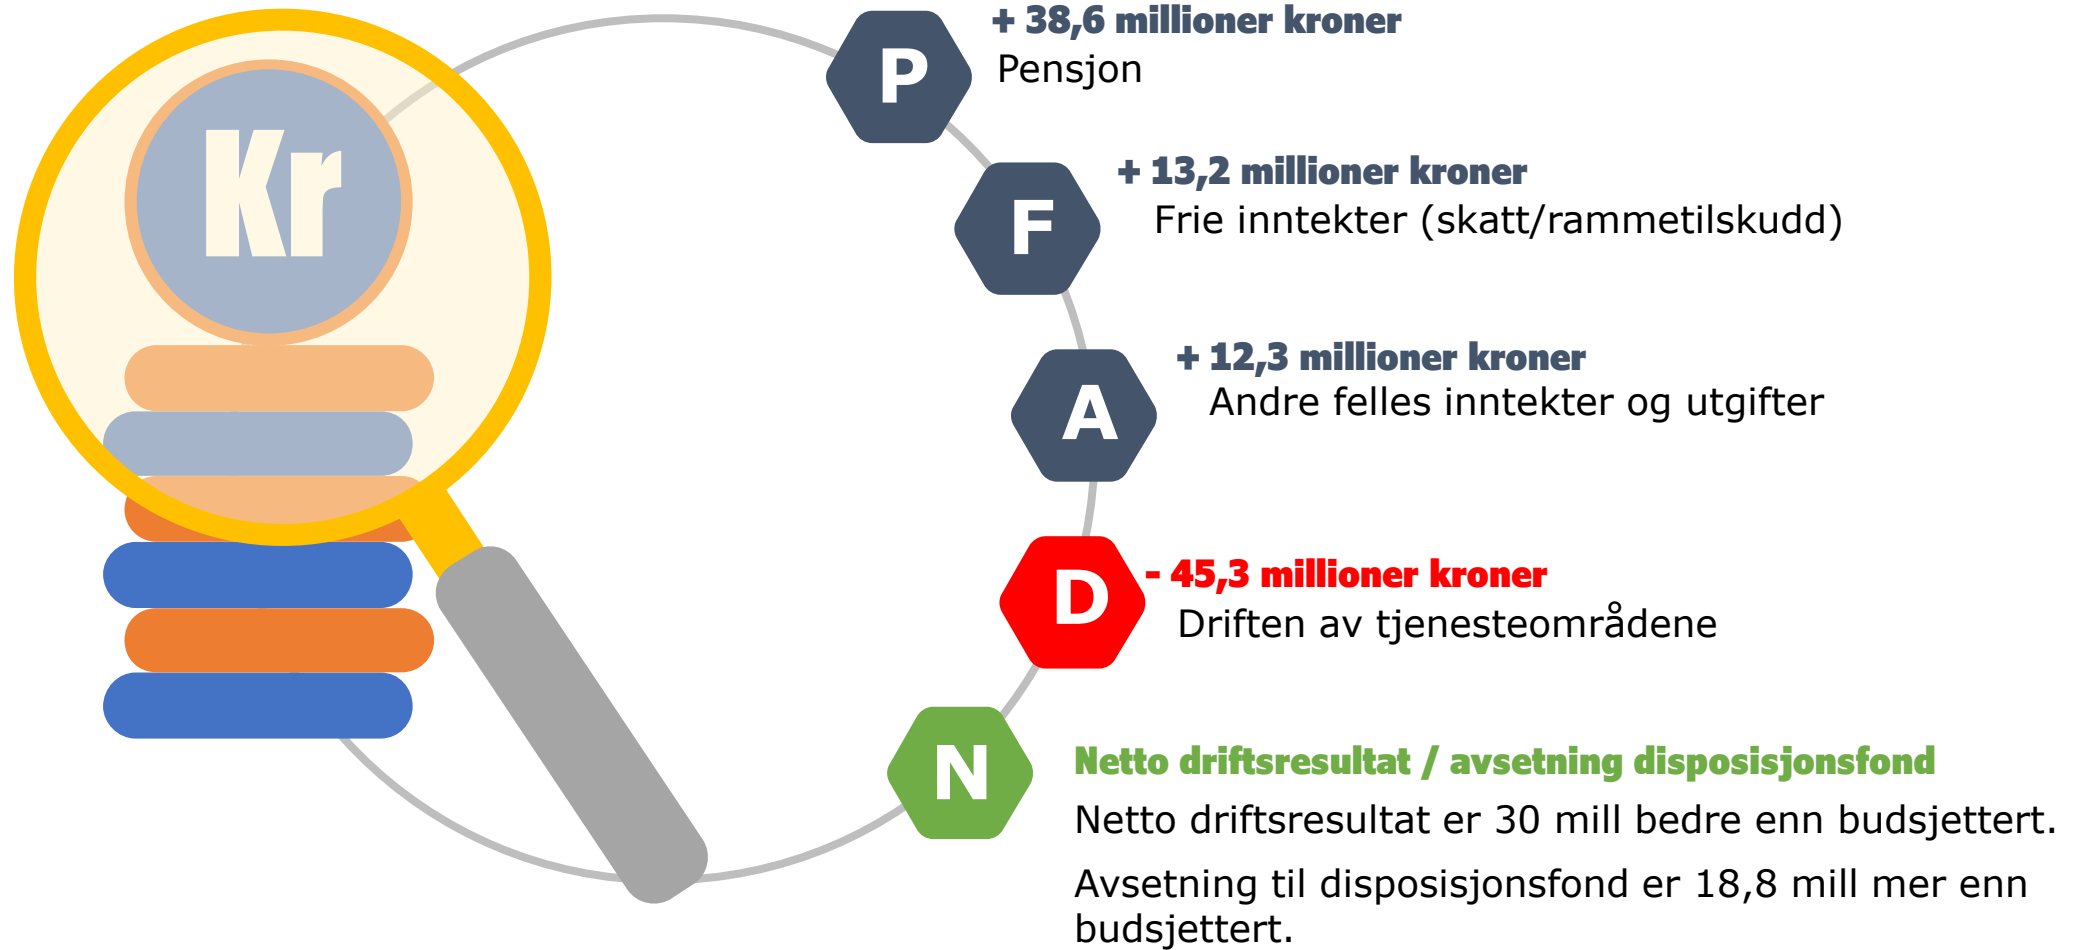 Kr
P
+ 38,6 millioner kroner
Pensjon
F
+ 13,2 millioner kroner
Frie inntekter (skatt/rammetilskudd)
A
+ 12,3 millioner kroner
Andre felles inntekter og utgifter
D
- 45,3 millioner kroner
Driften av tjenesteområdene
N
Netto driftsresultat / avsetning disposisjonsfond
Netto driftsresultat er 30 mill bedre enn budsjettert.
Avsetning til disposisjonsfond er 18,8 mill mer enn
budsjettert.